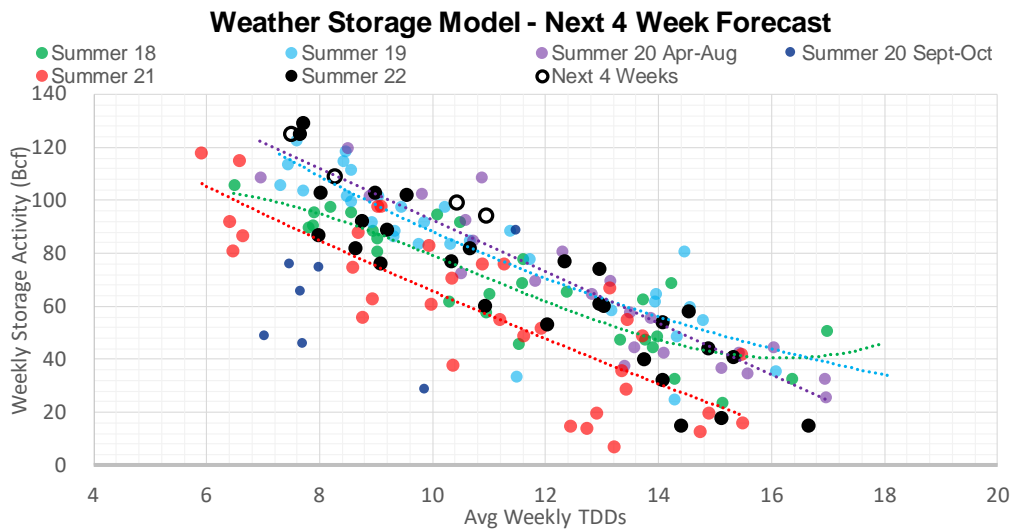 Weather Storage Model - Next 4 Week Forecast
Summer 18 Summer 19 Summer 20 Apr-Aug Summer 20 Sept-Oct
Summer 21 Summer 22 Next 4 Weeks
140
120
100
80
60
40
20
0
Weekly Storage Activity (Bcf)
4 6 8 10 12 14 16 18 20
Avg Weekly TDDs